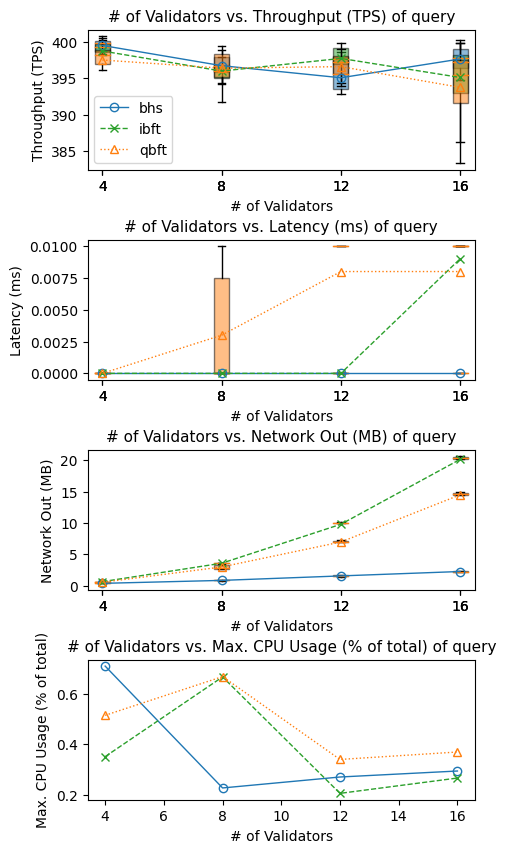 # of Validators vs. Throughput (TPS) of query
Throughput (TPS)
400
395
390
385
bhs
ibft
qbft
4 8 12 16
# of Validators
# of Validators vs. Latency (ms) of query
Latency (ms)
0.0100
0.0075
0.0050
0.0025
0.0000
4 8 12 16
# of Validators
# of Validators vs. Network Out (MB) of query
Network Out (MB)
20
15
10
5
0
4 8 12 16
# of Validators
# of Validators vs. Max. CPU Usage (% of total) of query
Max. CPU Usage (% of total)
0.6
0.4
0.2
4 6 8 10 12 14 16
# of Validators